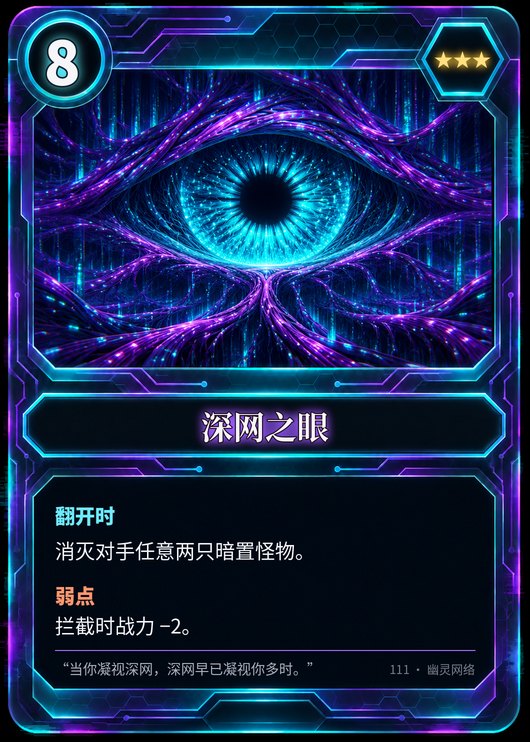 8
★★★
深网之眼
翻开时
消灭对手任意两只暗置怪物。
弱点
拦截时战力 −2。
“当你凝视深网，深网早已凝视你多时。”
111 · 幽灵网络